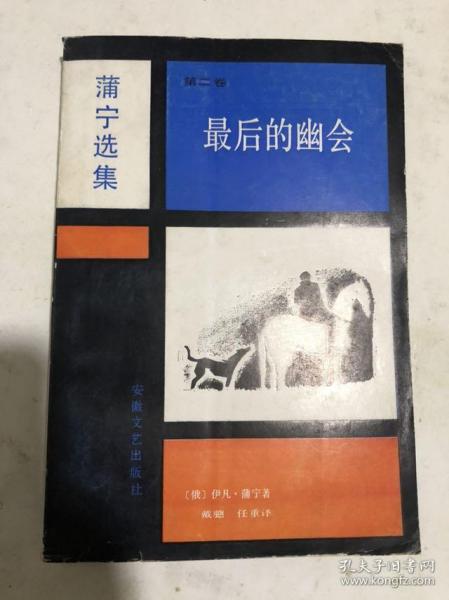 蒲宁选集
第二卷
最后的幽会
安徽文艺出版社
〔俄〕伊凡·蒲宁著
戴骢 任重译
孔夫子旧书网
www.kongfz.com